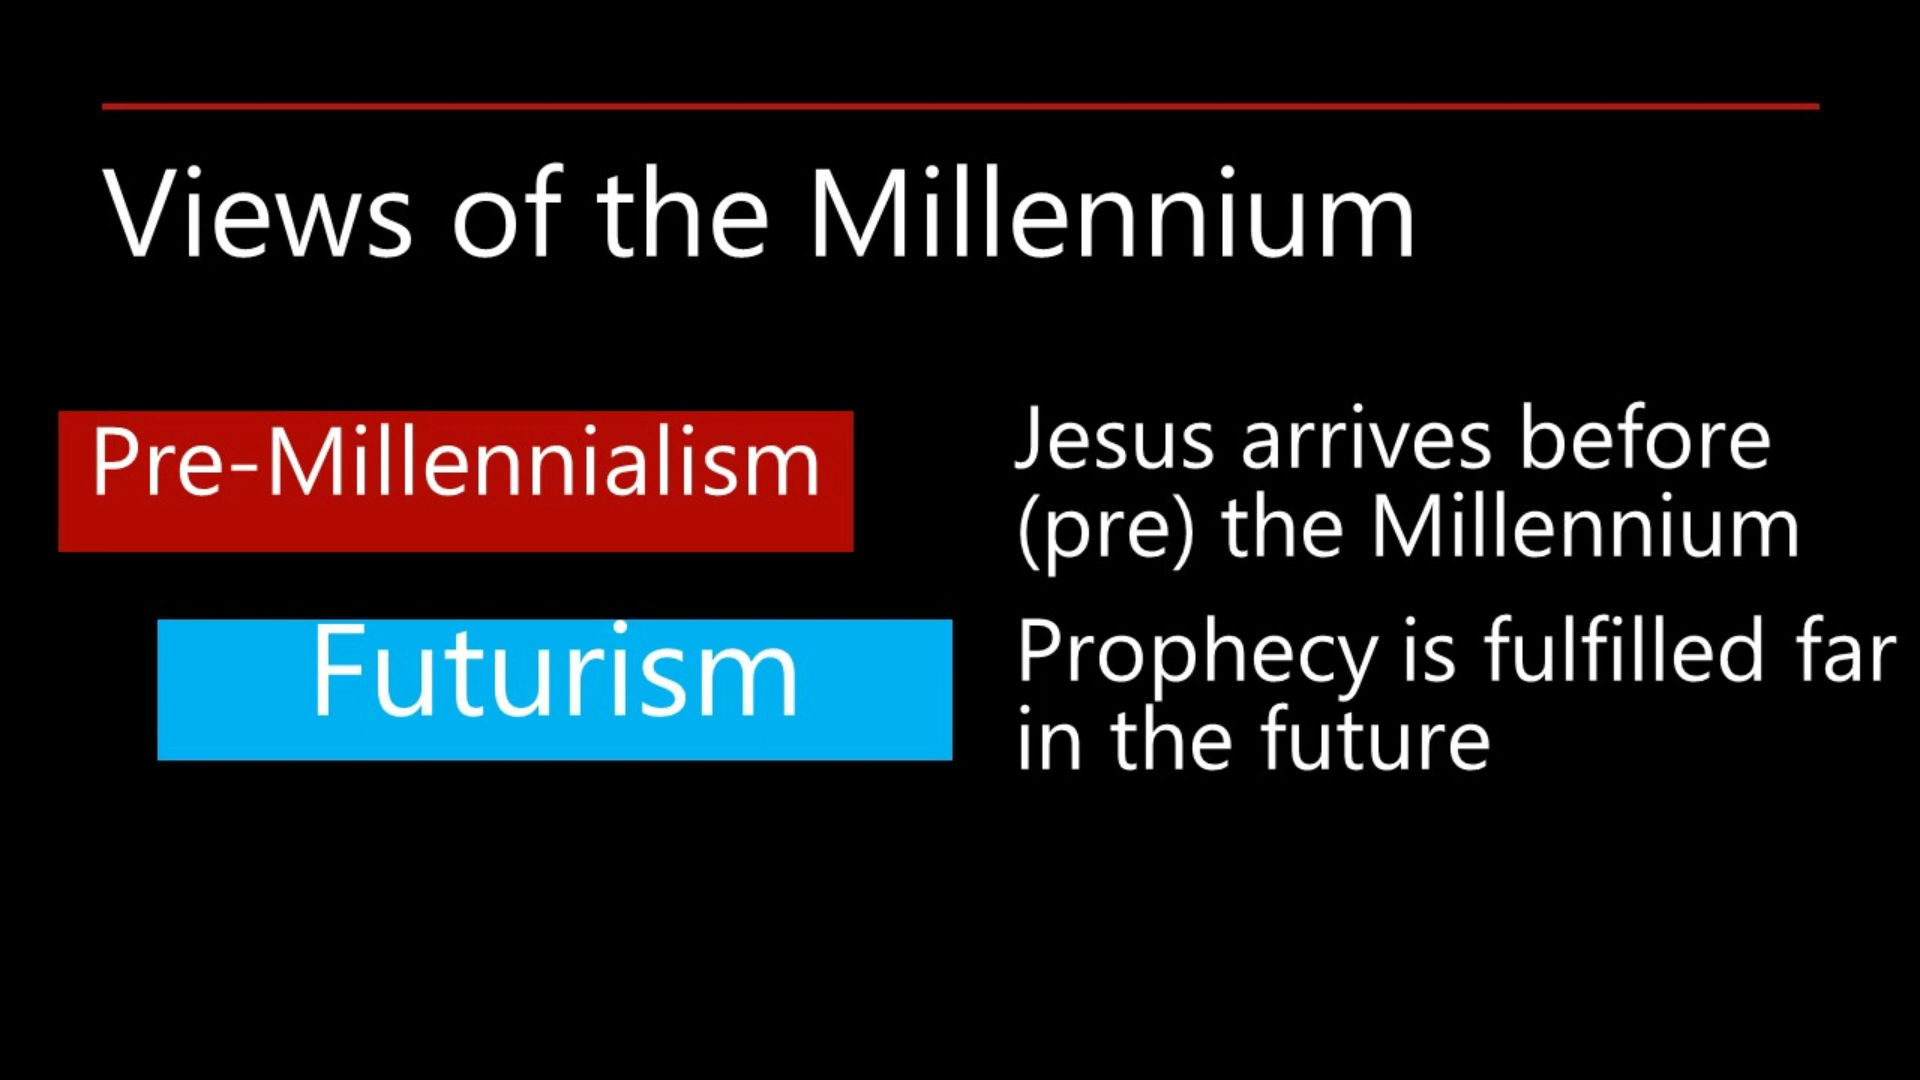 Views of the Millennium
Pre-Millennialism
Jesus arrives before
(pre) the Millennium
Futurism
Prophecy is fulfilled far
in the future